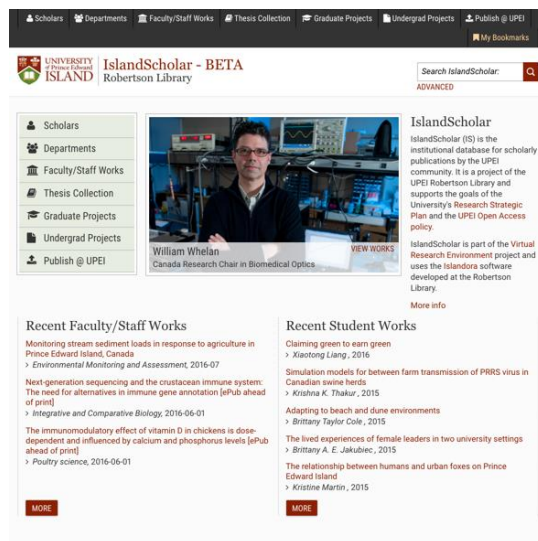 Scholars Departments Faculty/Staff Works Thesis Collection Graduate Projects Undergrad Projects Publish @ UPEI
My Bookmarks
UNIVERSITY
of Prince Edward
ISLAND
IslandScholar - BETA
Robertson Library
Search IslandScholar:
ADVANCED
Scholars
Departments
Faculty/Staff Works
Thesis Collection
Graduate Projects
Undergrad Projects
Publish @ UPEI
William Whelan
VIEW WORKS
Canada Research Chair in Biomedical Optics
IslandScholar
IslandScholar (IS) is the
institutional database for scholarly
publications by the UPEI
community. It is a project of the
UPEI Robertson Library and
supports the goals of the
University's Research Strategic
Plan and the UPEI Open Access
policy.
IslandScholar is part of the Virtual
Research Environment project and
uses the Islandora software
developed at the Robertson
Library.
More info
Recent Faculty/Staff Works
Monitoring stream sediment loads in response to agriculture in
Prince Edward Island, Canada
> Environmental Monitoring and Assessment, 2016-07
Next-generation sequencing and the crustacean immune system:
The need for alternatives in immune gene annotation [ePub ahead
of print]
> Integrative and Comparative Biology, 2016-06-01
The immunomodulatory effect of vitamin D in chickens is dose-
dependent and influenced by calcium and phosphorus levels [ePub
ahead of print]
> Poultry science, 2016-06-01
MORE
Recent Student Works
Claiming green to earn green
> Xiaotong Liang , 2016
Simulation models for between farm transmission of PRRS virus in
Canadian swine herds
> Krishna K. Thakur , 2015
Adapting to beach and dune environments
> Brittany Taylor Cole , 2015
The lived experiences of female leaders in two university settings
> Brittany A. E. Jakubiec , 2015
The relationship between humans and urban foxes on Prince
Edward Island
> Kristine Martin , 2015
MORE